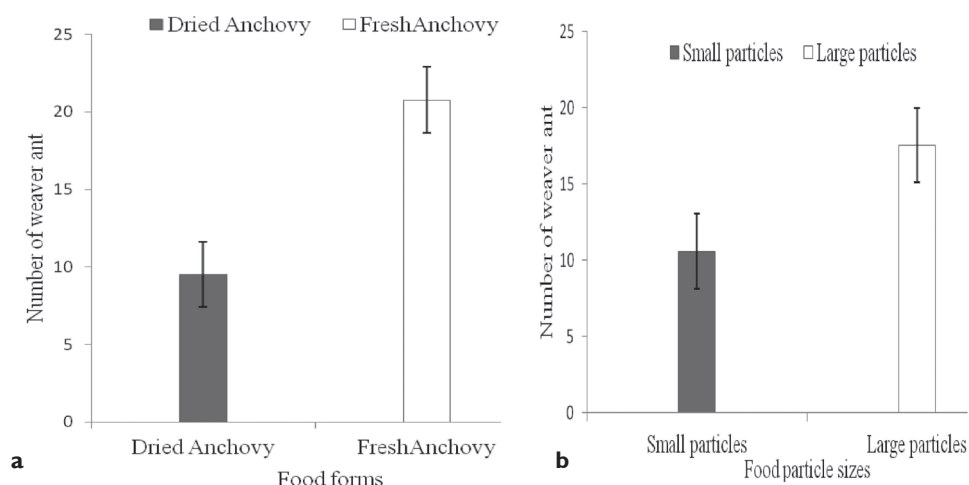 Dried Anchovy FreshAnchovy
25
20
15
10
5
0
Number of weaver ant
Dried Anchovy FreshAnchovy
Food forms
a
Small particles Large particles
25
20
15
10
5
0
Number of weaver ant
Small particles Large particles
Food particle sizes
b